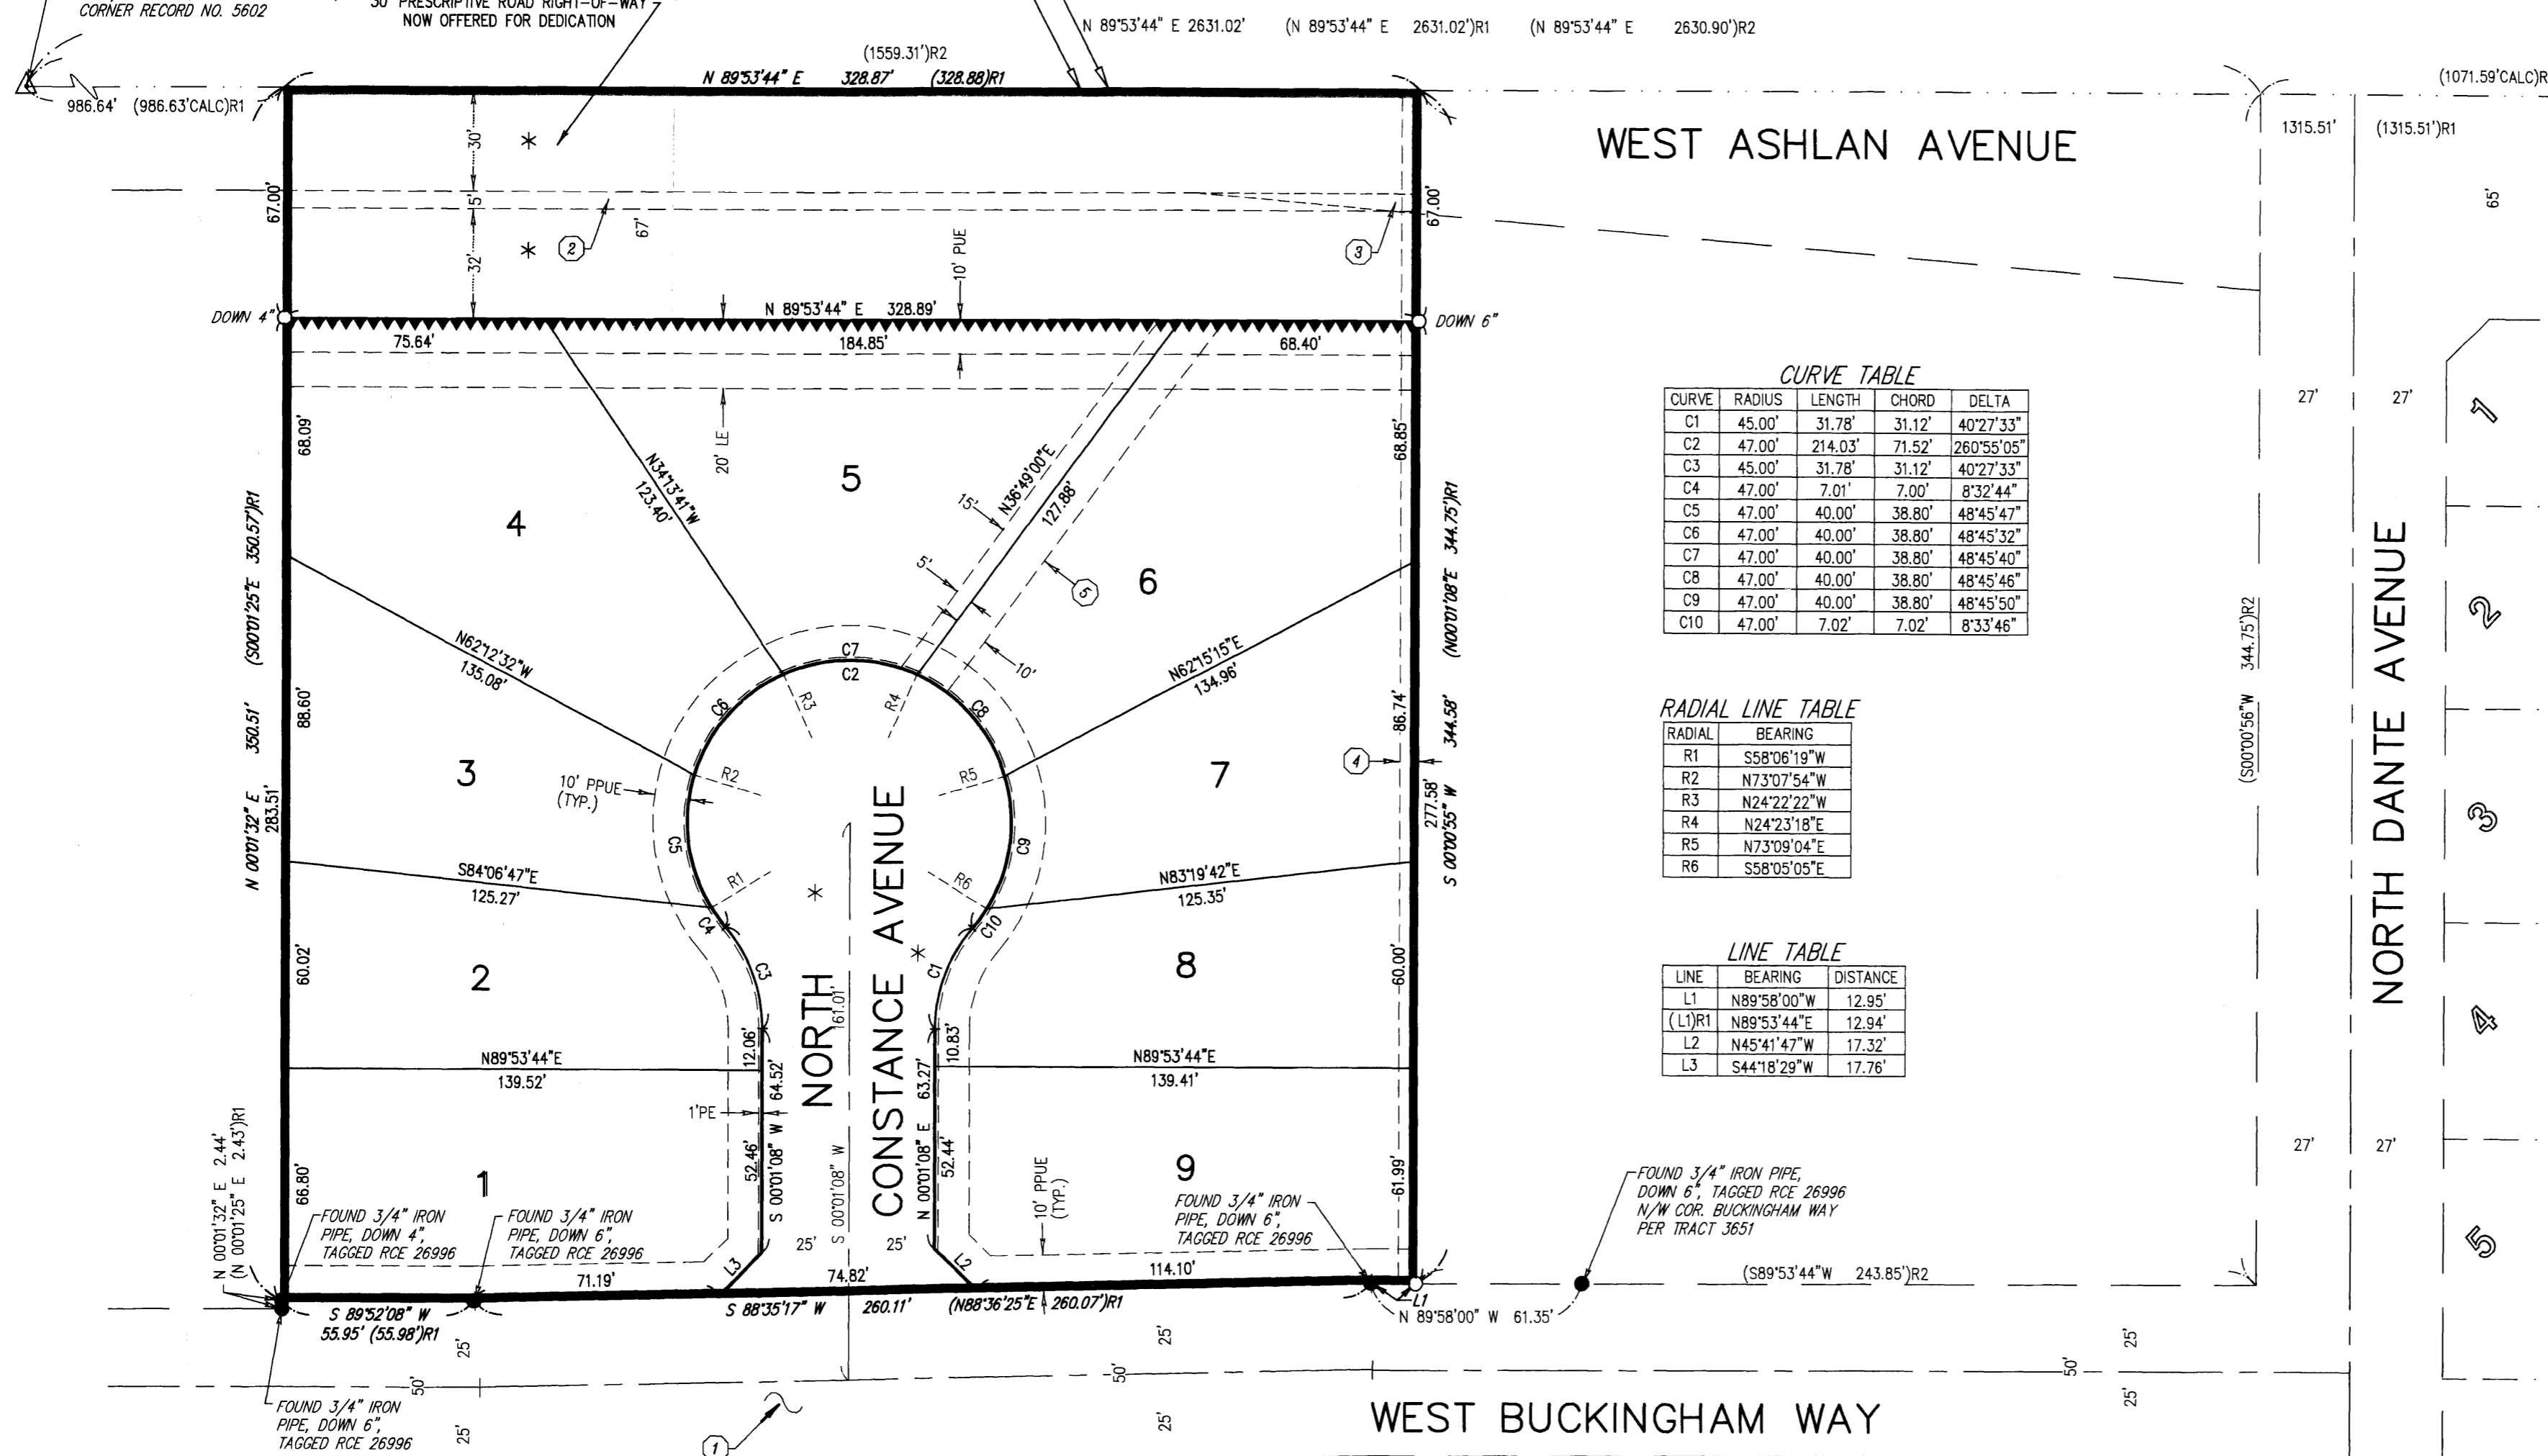 CORNER RECORD NO. 5602
30' PRESCRIPTIVE ROAD RIGHT-OF-WAY
NOW OFFERED FOR DEDICATION
N 89°53'44" E 2631.02' (N 89°53'44" E 2631.02')R1 (N 89°53'44" E 2630.90')R2
(1559.31')R2
N 89°53'44" E 328.87' (328.88)R1
986.64' (986.63'CALC)R1
(1071.59'CALC)R
WEST ASHLAN AVENUE
1315.51' (1315.51')R1
65'
30'
5'
32'
67'
67.00'
67.00'
*
*
2
3
10' PUE
DOWN 4"
N 89°53'44" E 328.89'
DOWN 6"
75.64'
184.85'
68.40'
20' LE
68.09'
68.85'
4
5
6
N34°13'41"W
123.40'
N36°49'00"E
127.88'
15'
5'
10'
5
N 00°01'32" E 350.51' (S00°01'25"E 350.57')R1
283.51'
88.60'
N62°12'32"W
135.08'
N62°15'15"E
134.96'
86.74'
4
277.58'
S 00°00'55" W 344.58' (N00°01'08"E 344.75')R1
3
7
10' PPUE
(TYP.)
C7
C2
C6
C8
C5
C9
C4
C10
C3
C1
R1
R2
R3
R4
R5
R6
S84°06'47"E
125.27'
N83°19'42"E
125.35'
60.02'
60.00'
2
8
*
*
NORTH
CONSTANCE AVENUE
161.01'
S 00°01'08" W
N89°53'44"E
139.52'
N89°53'44"E
139.41'
12.06'
64.52'
S 00°01'08" W
52.46'
10.83'
63.27'
N 00°01'08" E
52.44'
1'PE
1
9
66.80'
61.99'
10' PPUE
(TYP.)
25'
25'
L3
L2
71.19'
74.82'
114.10'
N 00°01'32" E 2.44'
(N 00°01'25" E 2.43')R1
FOUND 3/4" IRON
PIPE, DOWN 4",
TAGGED RCE 26996
FOUND 3/4" IRON
PIPE, DOWN 6",
TAGGED RCE 26996
FOUND 3/4" IRON
PIPE, DOWN 6",
TAGGED RCE 26996
FOUND 3/4" IRON PIPE,
DOWN 6", TAGGED RCE 26996
N/W COR. BUCKINGHAM WAY
PER TRACT 3651
S 89°52'08" W
55.95' (55.98')R1
S 88°35'17" W 260.11' (N88°36'25"E 260.07')R1
L1
N 89°58'00" W 61.35'
(S89°53'44"W 243.85')R2
FOUND 3/4" IRON
PIPE, DOWN 6",
TAGGED RCE 26996
25'
50'
25'
25'
50'
25'
25'
50'
25'
1
WEST BUCKINGHAM WAY
CURVE TABLE
CURVE RADIUS LENGTH CHORD DELTA
C1 45.00' 31.78' 31.12' 40°27'33"
C2 47.00' 214.03' 71.52' 260°55'05"
C3 45.00' 31.78' 31.12' 40°27'33"
C4 47.00' 7.01' 7.00' 8°32'44"
C5 47.00' 40.00' 38.80' 48°45'47"
C6 47.00' 40.00' 38.80' 48°45'32"
C7 47.00' 40.00' 38.80' 48°45'40"
C8 47.00' 40.00' 38.80' 48°45'46"
C9 47.00' 40.00' 38.80' 48°45'50"
C10 47.00' 7.02' 7.02' 8°33'46"
RADIAL LINE TABLE
RADIAL BEARING
R1 S58°06'19"W
R2 N73°07'54"W
R3 N24°22'22"W
R4 N24°23'18"E
R5 N73°09'04"E
R6 S58°05'05"E
LINE TABLE
LINE BEARING DISTANCE
L1 N89°58'00"W 12.95'
(L1)R1 N89°53'44"E 12.94'
L2 N45°41'47"W 17.32'
L3 S44°18'29"W 17.76'
(S00°00'56"W 344.75')R2
27'
27'
27'
27'
NORTH DANTE AVENUE
1
2
3
4
5